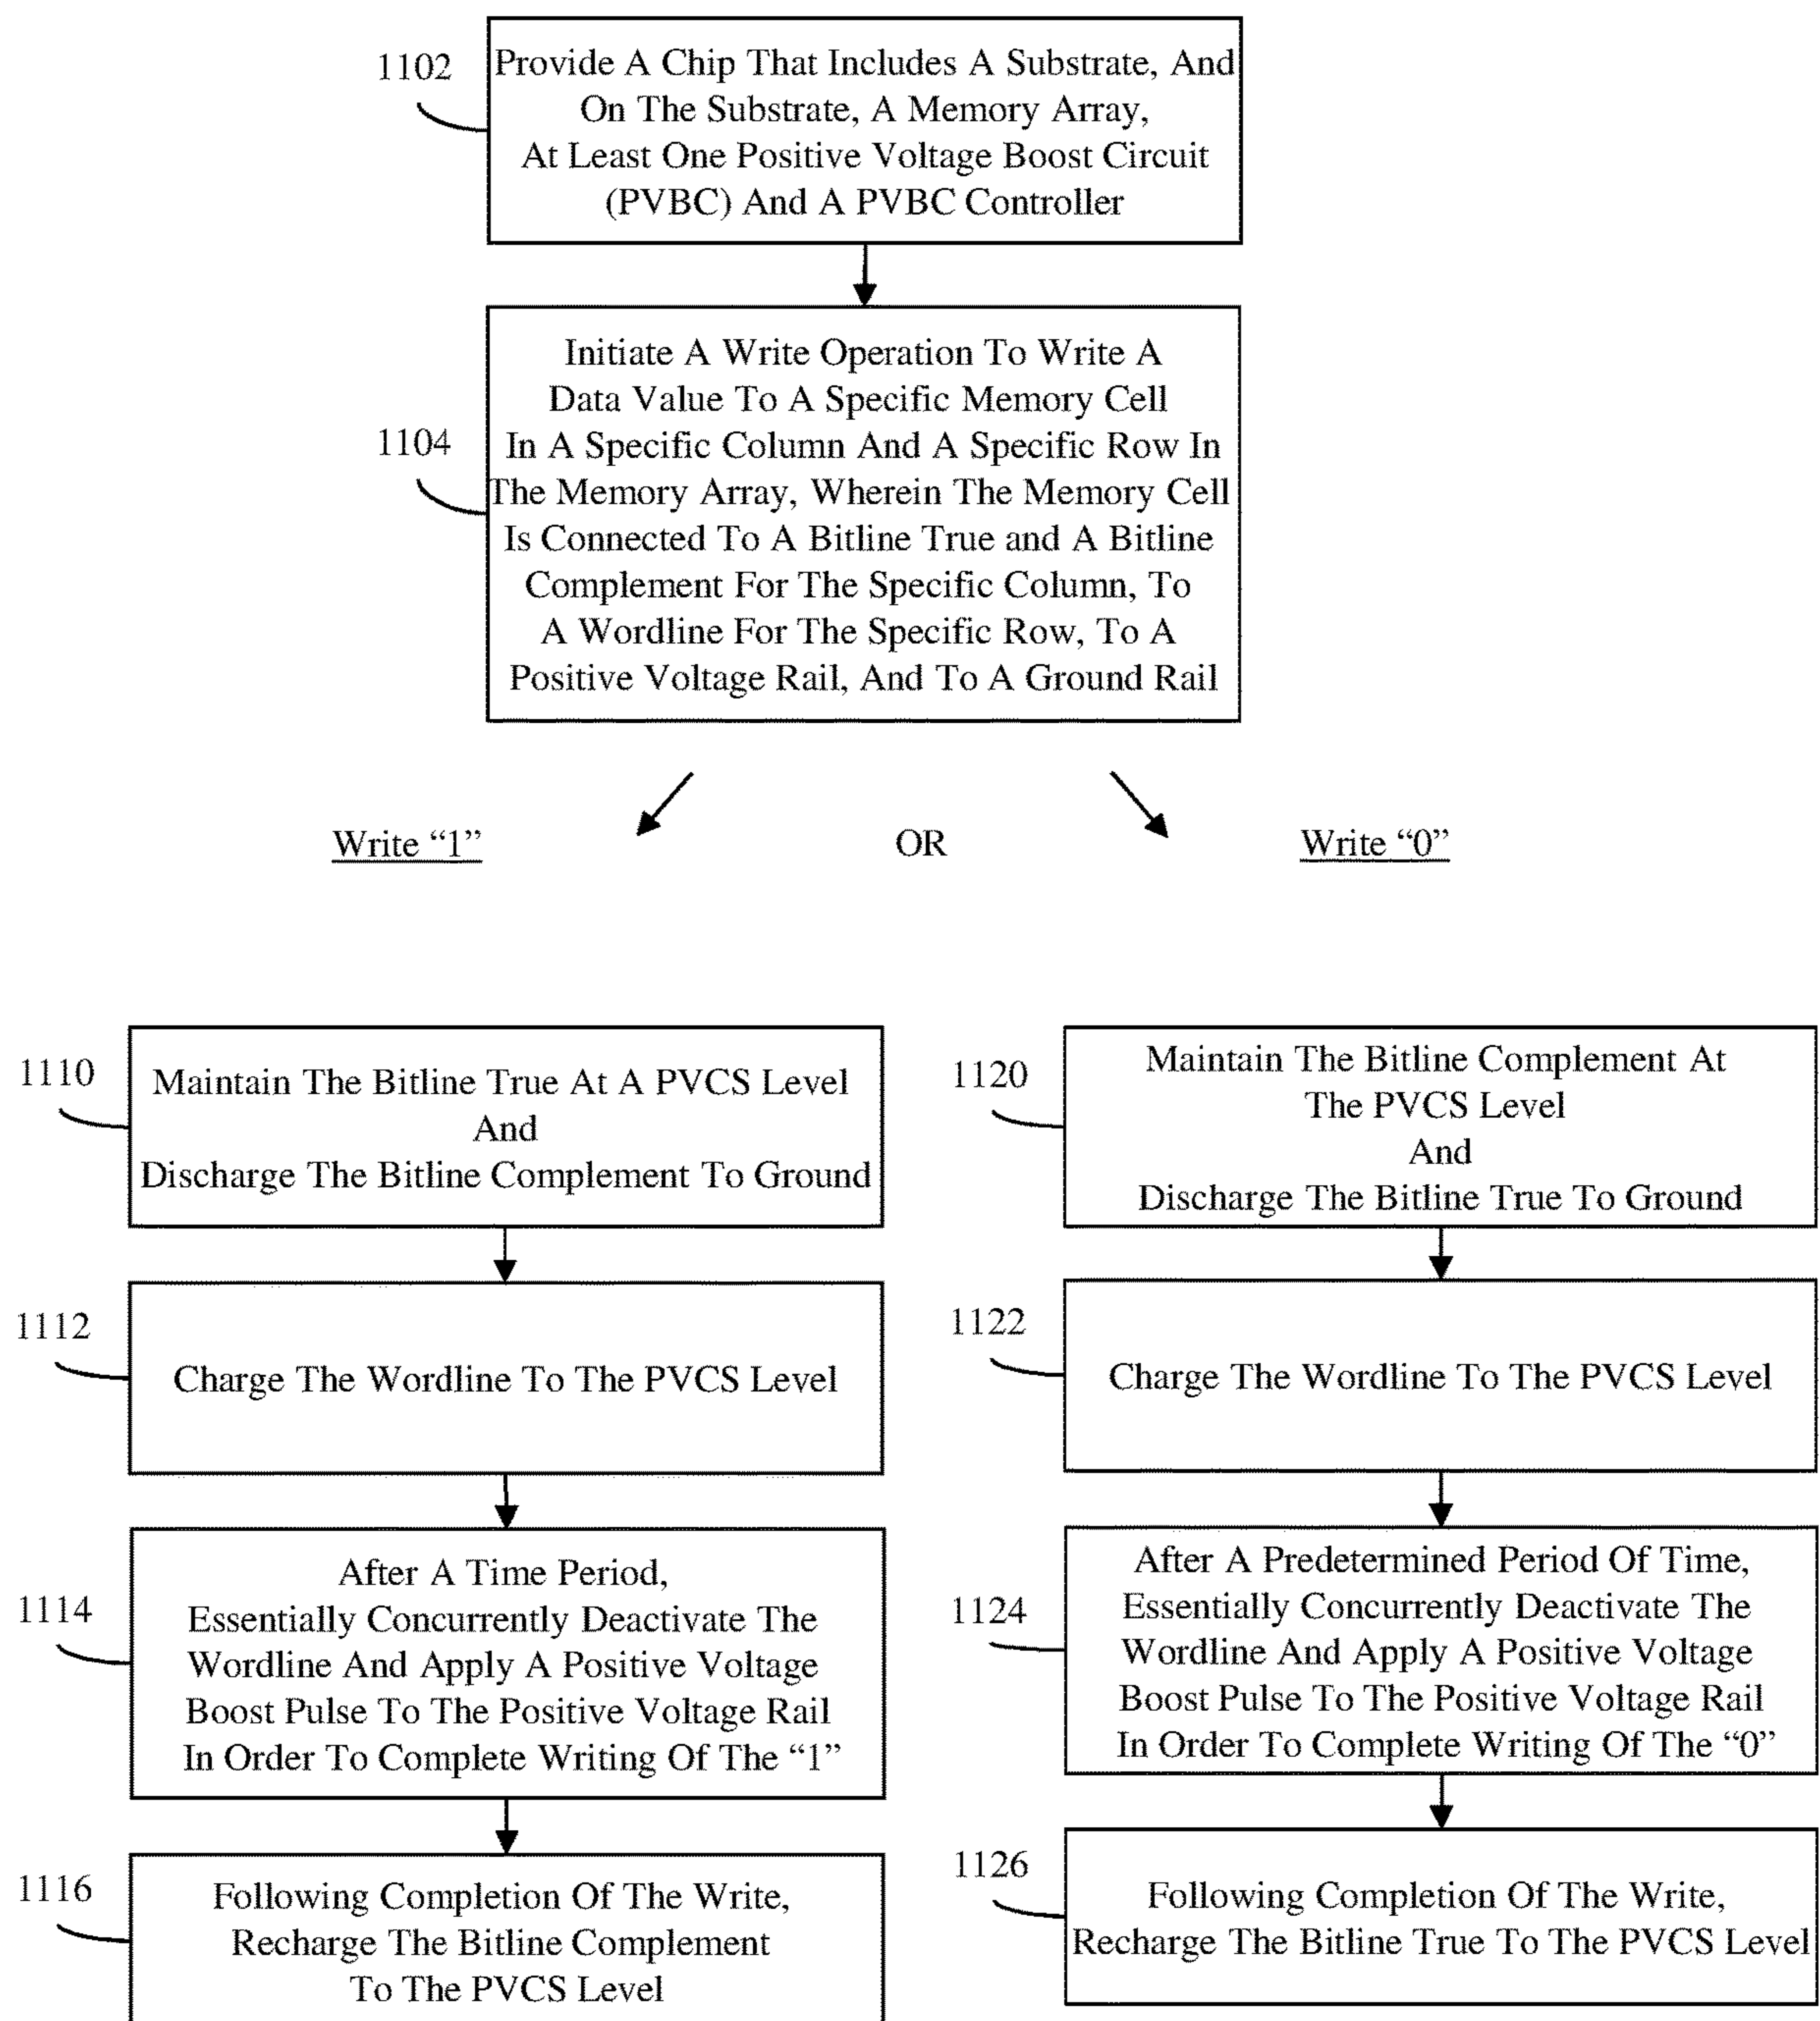 1102
Provide A Chip That Includes A Substrate, And
On The Substrate, A Memory Array,
At Least One Positive Voltage Boost Circuit
(PVBC) And A PVBC Controller
1104
Initiate A Write Operation To Write A
Data Value To A Specific Memory Cell
In A Specific Column And A Specific Row In
The Memory Array, Wherein The Memory Cell
Is Connected To A Bitline True and A Bitline
Complement For The Specific Column, To
A Wordline For The Specific Row, To A
Positive Voltage Rail, And To A Ground Rail
Write “1”
OR
Write “0”
1110
Maintain The Bitline True At A PVCS Level
And
Discharge The Bitline Complement To Ground
1112
Charge The Wordline To The PVCS Level
1114
After A Time Period,
Essentially Concurrently Deactivate The
Wordline And Apply A Positive Voltage
Boost Pulse To The Positive Voltage Rail
In Order To Complete Writing Of The “1”
1116
Following Completion Of The Write,
Recharge The Bitline Complement
To The PVCS Level
1120
Maintain The Bitline Complement At
The PVCS Level
And
Discharge The Bitline True To Ground
1122
Charge The Wordline To The PVCS Level
1124
After A Predetermined Period Of Time,
Essentially Concurrently Deactivate The
Wordline And Apply A Positive Voltage
Boost Pulse To The Positive Voltage Rail
In Order To Complete Writing Of The “0”
1126
Following Completion Of The Write,
Recharge The Bitline True To The PVCS Level